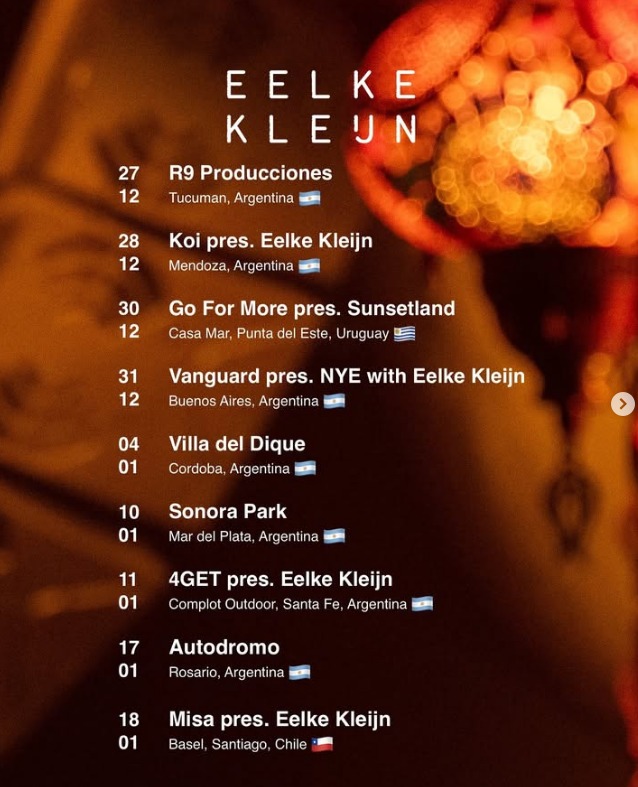 EELKE
KLEIJN
27
12
R9 Producciones
Tucuman, Argentina
28
12
Koi pres. Eelke Kleijn
Mendoza, Argentina
30
12
Go For More pres. Sunsetland
Casa Mar, Punta del Este, Uruguay
31
12
Vanguard pres. NYE with Eelke Kleijn
Buenos Aires, Argentina
04
01
Villa del Dique
Cordoba, Argentina
10
01
Sonora Park
Mar del Plata, Argentina
11
01
4GET pres. Eelke Kleijn
Complot Outdoor, Santa Fe, Argentina
17
01
Autodromo
Rosario, Argentina
18
01
Misa pres. Eelke Kleijn
Basel, Santiago, Chile